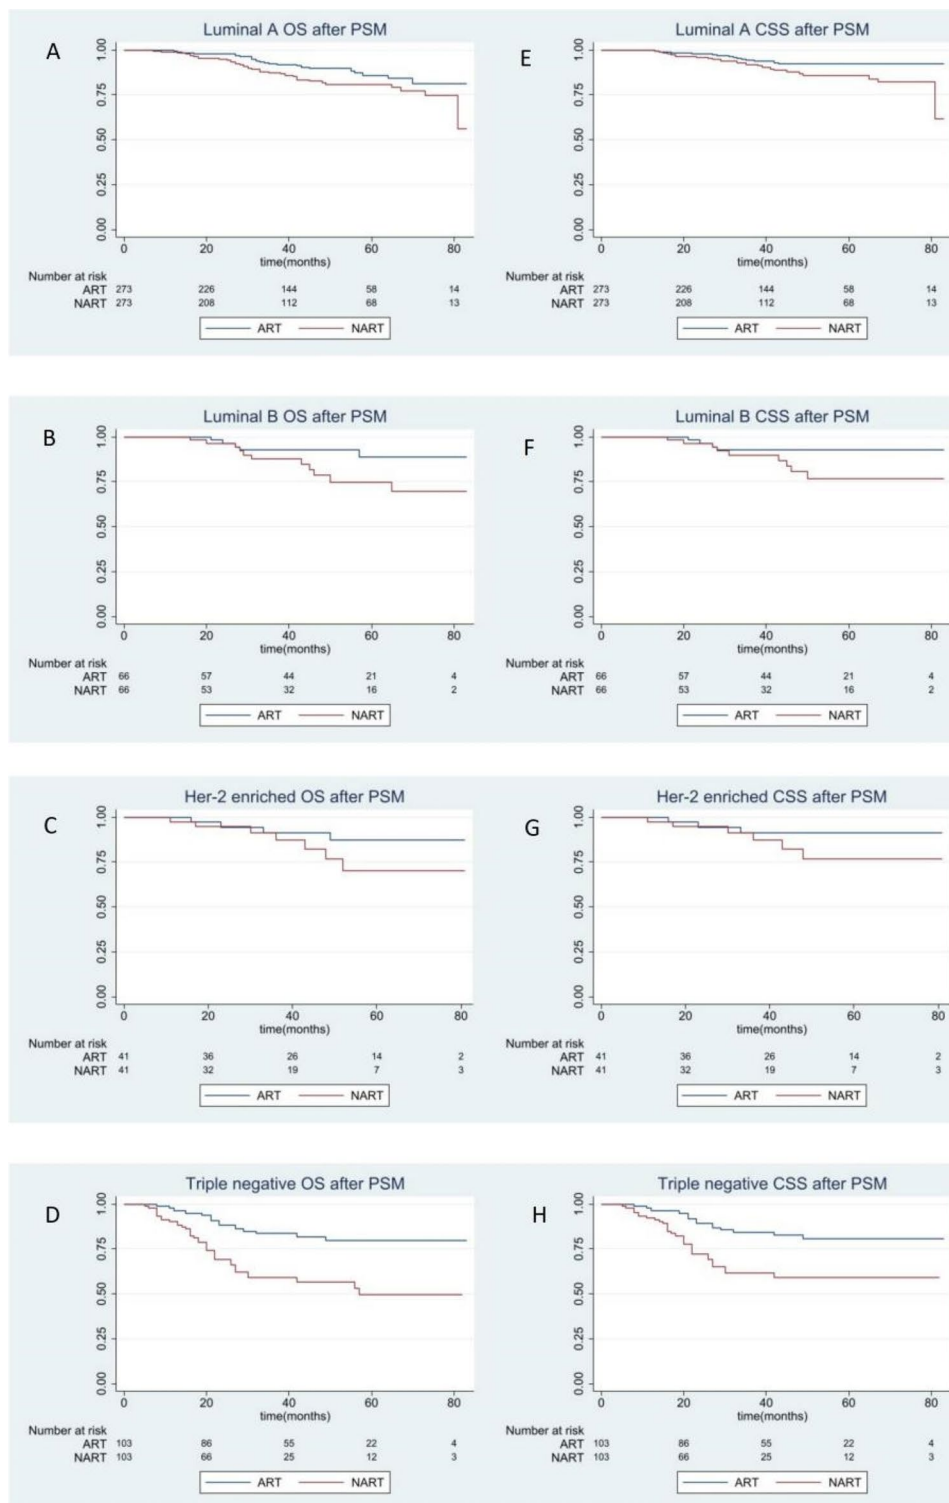 A
Luminal A OS after PSM
1.00
0.75
0.50
0.25
0.00
0 20 40 60 80
time(months)
Number at risk
ART 273 226 144 58 14
NART 273 208 112 68 13
ART NART
E
Luminal A CSS after PSM
1.00
0.75
0.50
0.25
0.00
0 20 40 60 80
time(months)
Number at risk
ART 273 226 144 58 14
NART 273 208 112 68 13
ART NART
B
Luminal B OS after PSM
1.00
0.75
0.50
0.25
0.00
0 20 40 60 80
time(months)
Number at risk
ART 66 57 44 21 4
NART 66 53 32 16 2
ART NART
F
Luminal B CSS after PSM
1.00
0.75
0.50
0.25
0.00
0 20 40 60 80
time(months)
Number at risk
ART 66 57 44 21 4
NART 66 53 32 16 2
ART NART
C
Her-2 enriched OS after PSM
1.00
0.75
0.50
0.25
0.00
0 20 40 60 80
time(months)
Number at risk
ART 41 36 26 14 2
NART 41 32 19 7 3
ART NART
G
Her-2 enriched CSS after PSM
1.00
0.75
0.50
0.25
0.00
0 20 40 60 80
time(months)
Number at risk
ART 41 36 26 14 2
NART 41 32 19 7 3
ART NART
D
Triple negative OS after PSM
1.00
0.75
0.50
0.25
0.00
0 20 40 60 80
time(months)
Number at risk
ART 103 86 55 22 4
NART 103 66 25 12 3
ART NART
H
Triple negative CSS after PSM
1.00
0.75
0.50
0.25
0.00
0 20 40 60 80
time(months)
Number at risk
ART 103 86 55 22 4
NART 103 66 25 12 3
ART NART